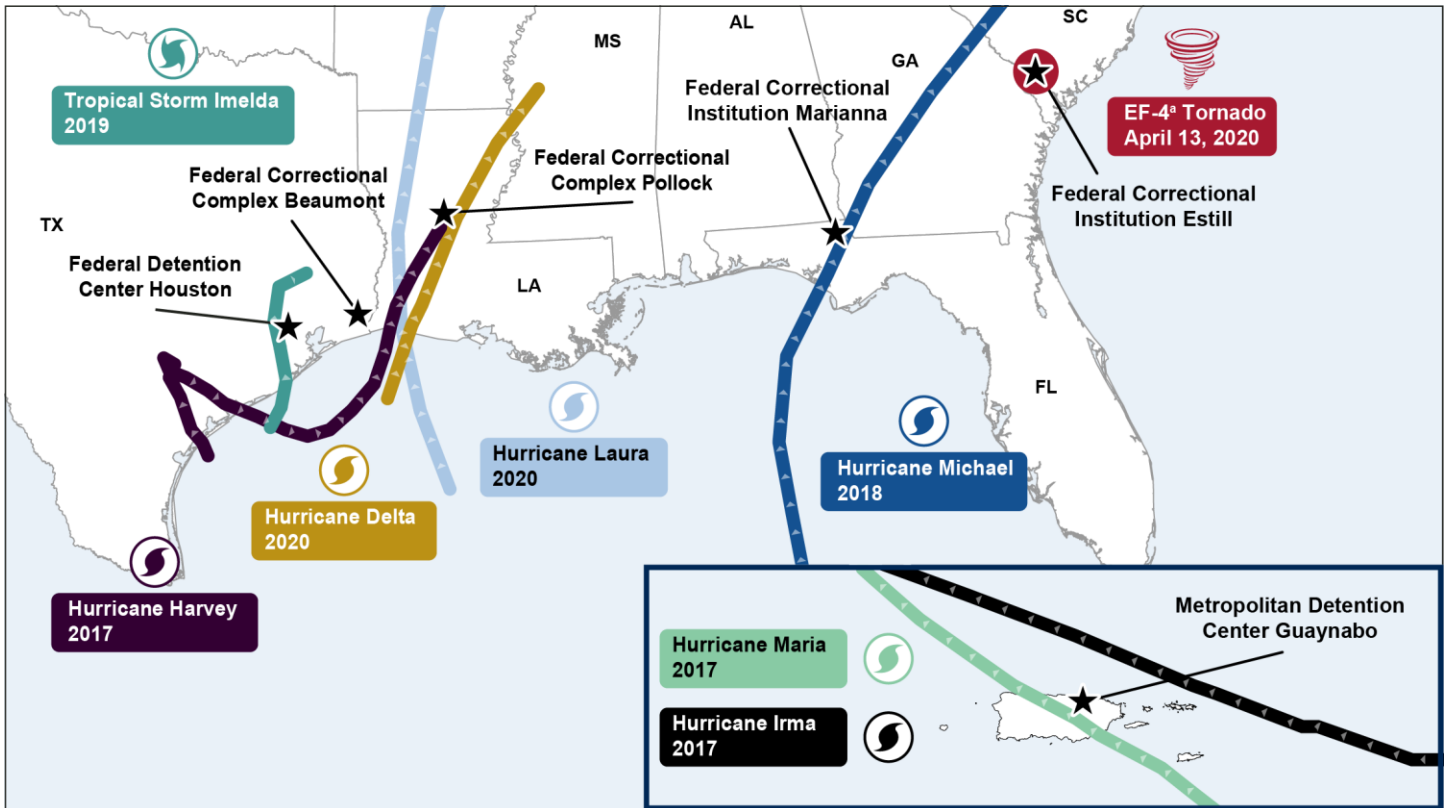 SC
AL
MS
GA
Tropical Storm Imelda
2019
Federal Correctional
Institution Marianna
EF-4ª Tornado
April 13, 2020
Federal Correctional
Complex Beaumont
Federal Correctional
Complex Pollock
Federal Correctional
Institution Estill
TX
Federal Detention
Center Houston
LA
FL
Hurricane Laura
2020
Hurricane Michael
2018
Hurricane Delta
2020
Hurricane Harvey
2017
Metropolitan Detention
Center Guaynabo
Hurricane Maria
2017
Hurricane Irma
2017